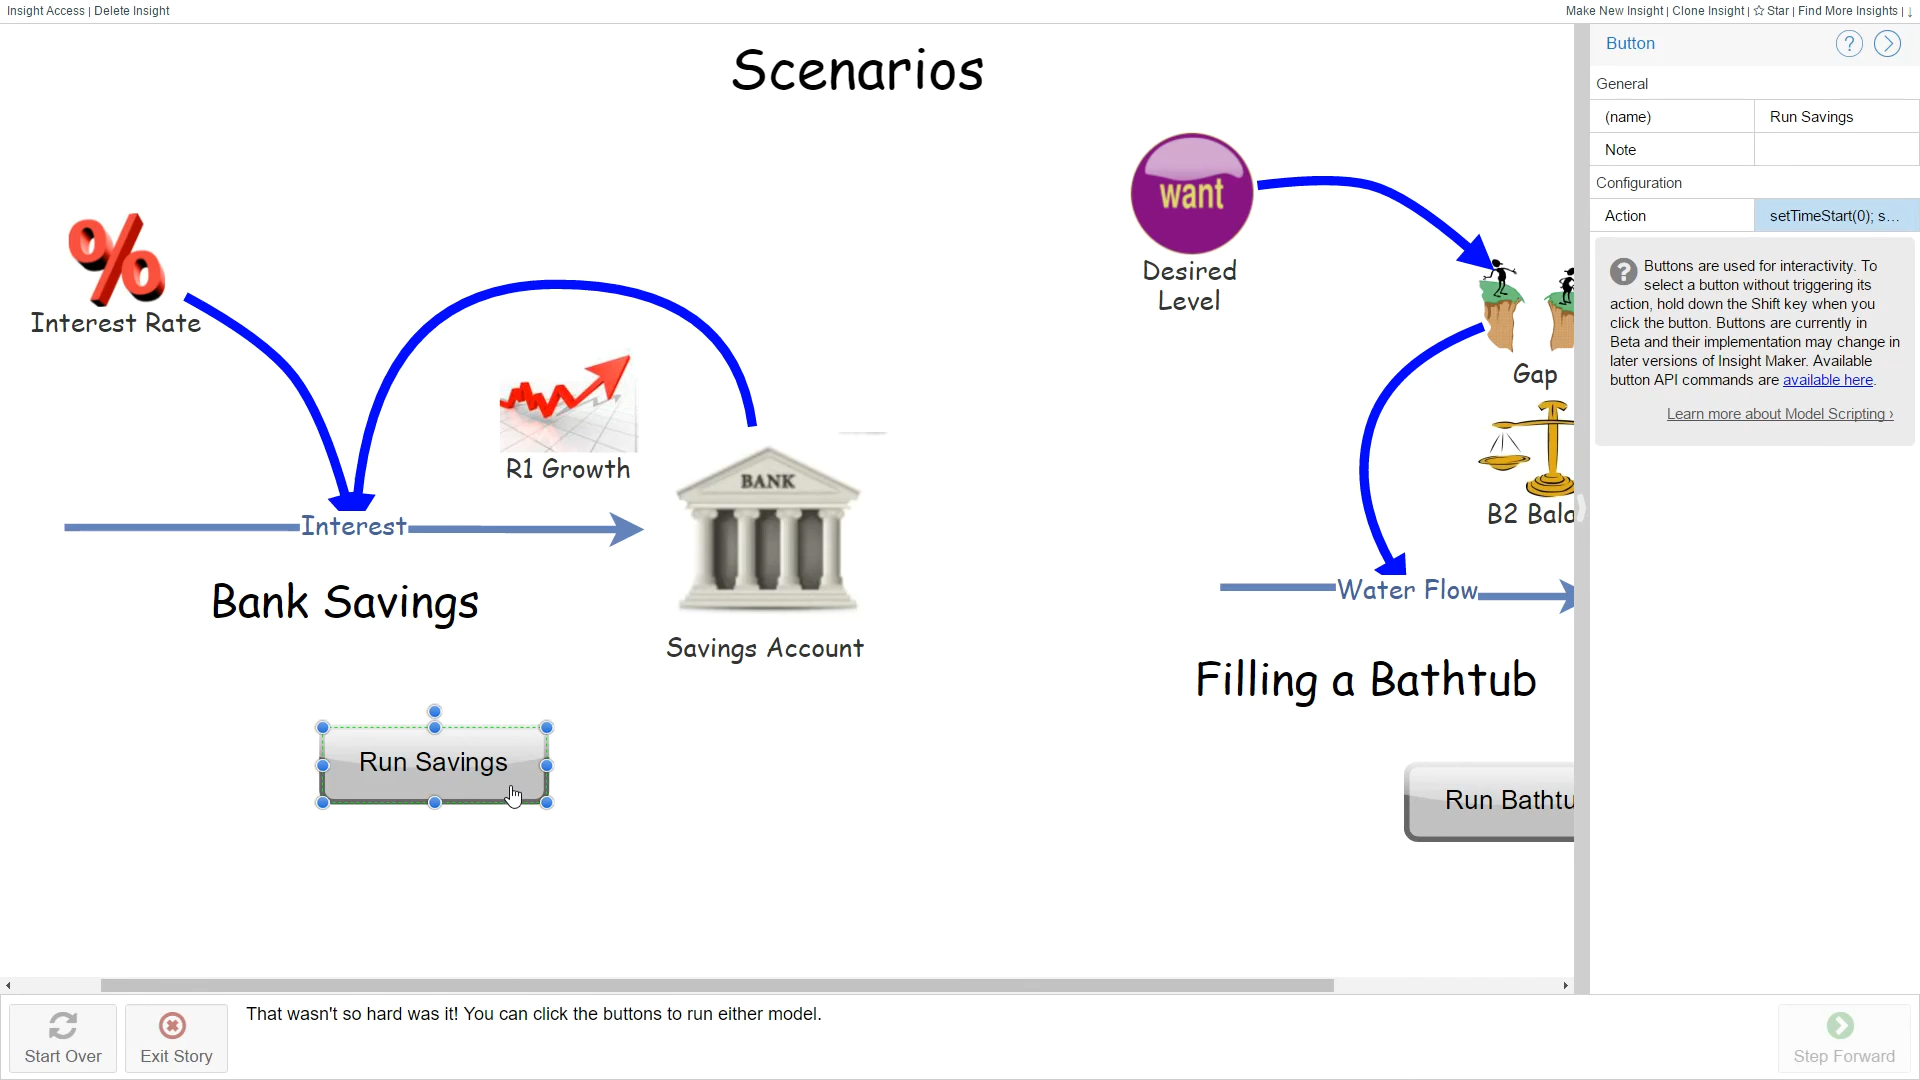 Insight Access | Delete Insight
Make New Insight | Clone Insight | Star | Find More Insights | ↓
Scenarios
Button
?
General
(name)
Run Savings
Note
Configuration
Action
setTimeStart(0); s...
Buttons are used for interactivity. To
select a button without triggering its
action, hold down the Shift key when you
click the button. Buttons are currently in
Beta and their implementation may change in
later versions of Insight Maker. Available
button API commands are available here.
Learn more about Model Scripting ›
%
Interest Rate
R1 Growth
BANK
Interest
Bank Savings
Savings Account
Run Savings
want
Desired
Level
Gap
B2 Bala
Water Flow
Filling a Bathtub
Run Bathtu
Start Over
Exit Story
That wasn't so hard was it! You can click the buttons to run either model.
Step Forward